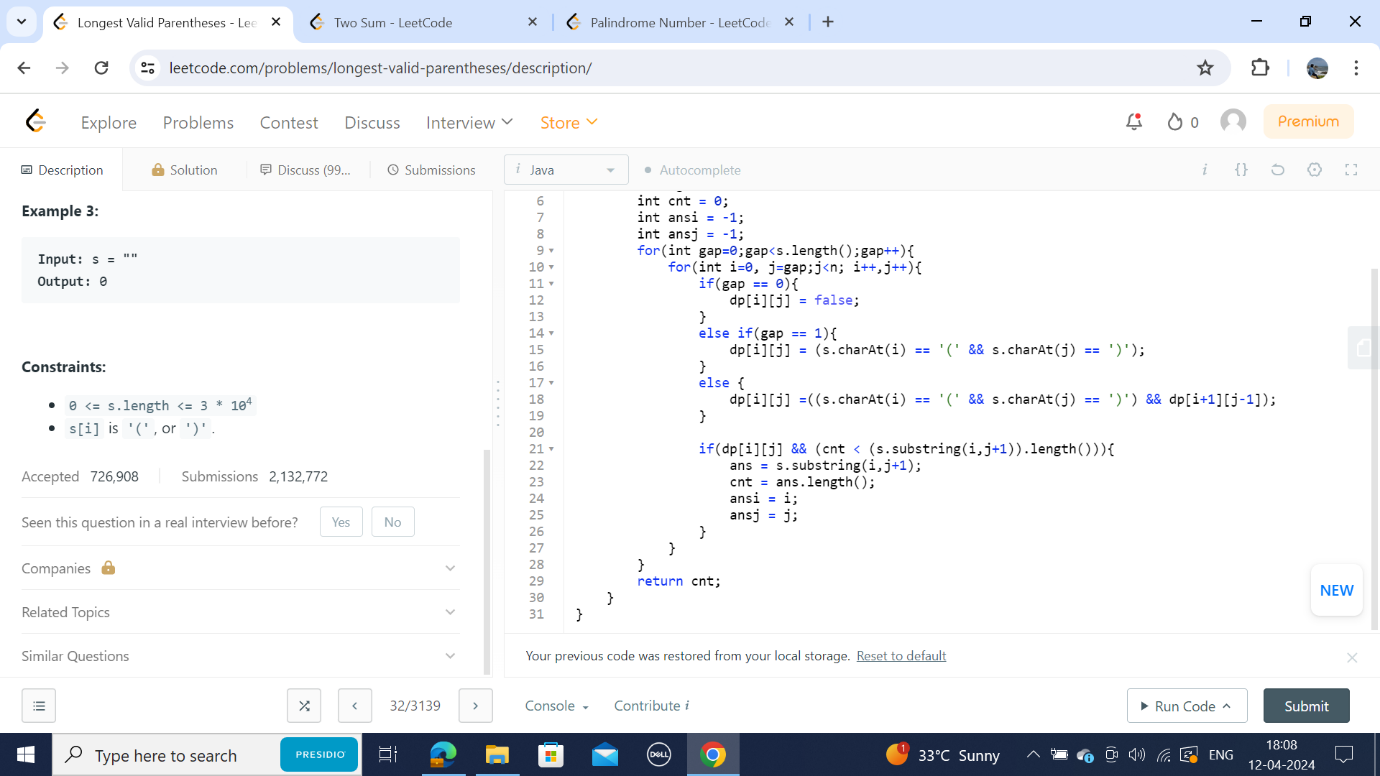 Longest Valid Parentheses - Lee
Two Sum - LeetCode
Palindrome Number - LeetCode
leetcode.com/problems/longest-valid-parentheses/description/
Explore
Problems
Contest
Discuss
Interview
Store
0
Premium
Description
Solution
Discuss (99...
Submissions
i Java
Autocomplete
i
{}
Example 3:
Input: s = ""
Output: 0
Constraints:
0 <= s.length <= 3 * 10⁴
s[i] is '(', or ')'.
Accepted 726,908
Submissions 2,132,772
Seen this question in a real interview before?
Yes
No
Companies
Related Topics
Similar Questions
6 int cnt = 0;
7 int ansi = -1;
8 int ansj = -1;
9 for(int gap=0;gap<s.length();gap++){
10 for(int i=0, j=gap;j<n; i++,j++){
11 if(gap == 0){
12 dp[i][j] = false;
13 }
14 else if(gap == 1){
15 dp[i][j] = (s.charAt(i) == '(' && s.charAt(j) == ')');
16 }
17 else {
18 dp[i][j] =((s.charAt(i) == '(' && s.charAt(j) == ')') && dp[i+1][j-1]);
19 }
20
21 if(dp[i][j] && (cnt < (s.substring(i,j+1)).length())){
22 ans = s.substring(i,j+1);
23 cnt = ans.length();
24 ansi = i;
25 ansj = j;
26 }
27 }
28 }
29 return cnt;
30 }
31 }
NEW
Your previous code was restored from your local storage. Reset to default
32/3139
Console
Contribute i
Run Code
Submit
Type here to search
PRESIDIO
DELL
1
33°C Sunny
ENG
18:08
12-04-2024